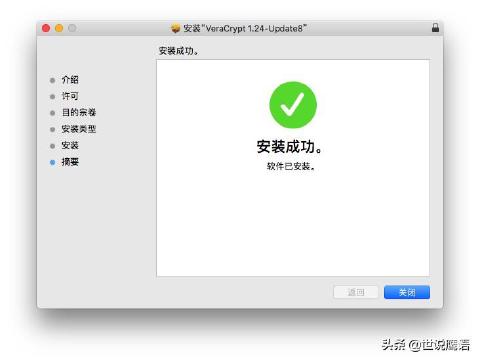 安装“VeraCrypt 1.24-Update8”
安装成功。
介绍
许可
目的宗卷
安装类型
安装
摘要
安装成功。
软件已安装。
返回
关闭
头条 @世说鹰语